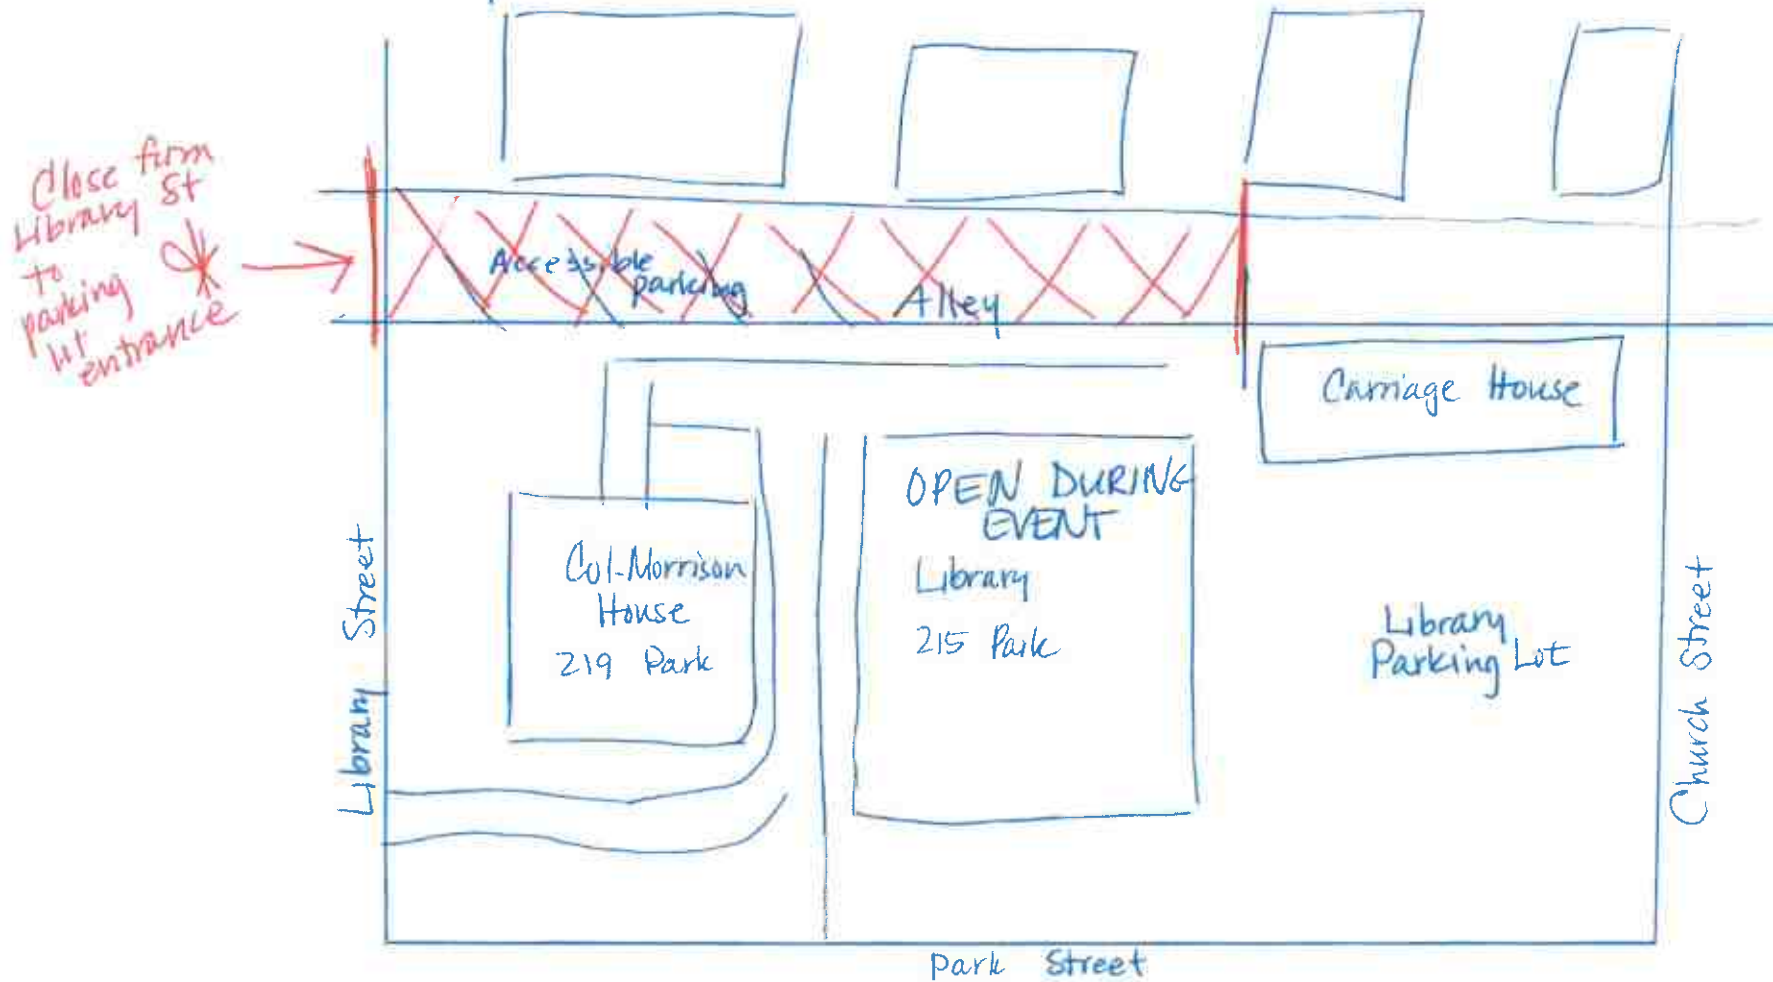 Close from
Library St
to
parking
lot
entrance
Accessible
parking
Alley
Carriage House
OPEN DURING
EVENT
Library
215 Park
Col-Morrison
House
219 Park
Library
Parking Lot
Library Street
Church Street
Park Street